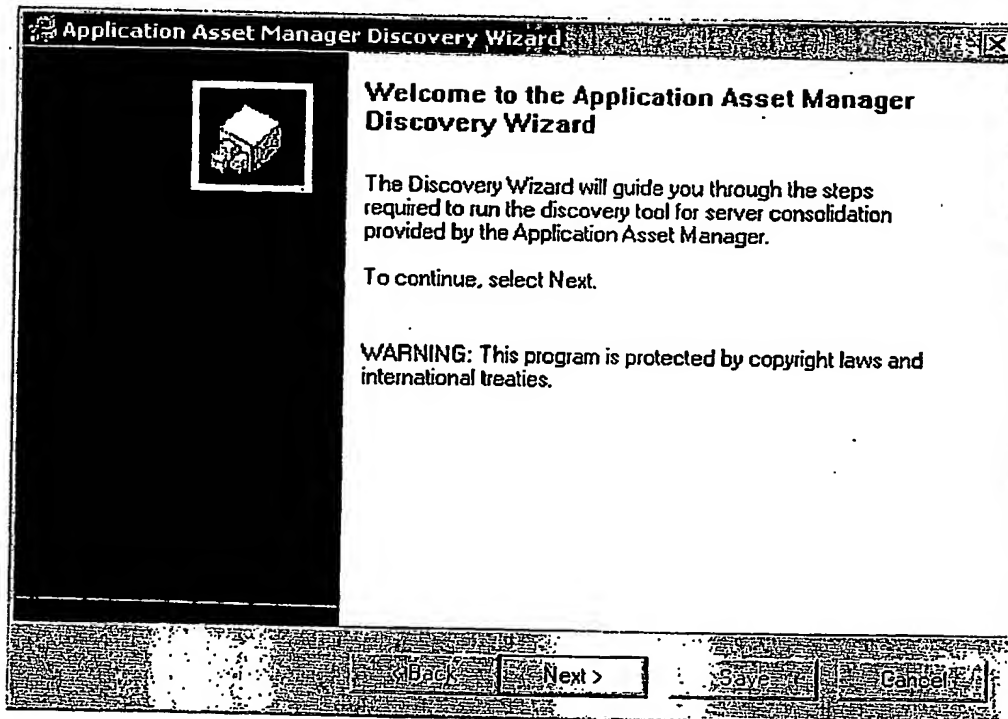 Application Asset Manager Discovery Wizard
Welcome to the Application Asset Manager
Discovery Wizard
The Discovery Wizard will guide you through the steps
required to run the discovery tool for server consolidation
provided by the Application Asset Manager.
To continue, select Next.
WARNING: This program is protected by copyright laws and
international treaties.
< Back Next > Save Cancel